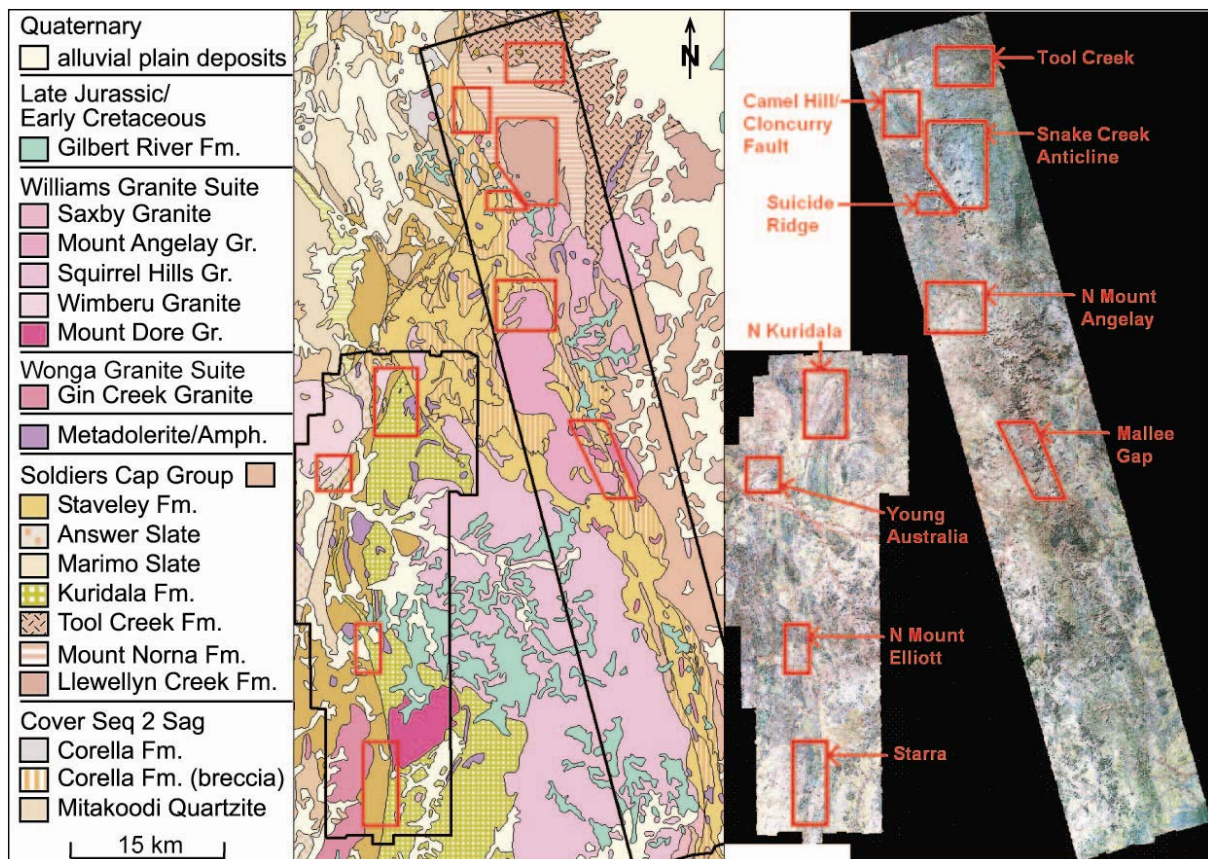 Quaternary
alluvial plain deposits
Late Jurassic/
Early Cretaceous
Gilbert River Fm.
Williams Granite Suite
Saxby Granite
Mount Angelay Gr.
Squirrel Hills Gr.
Wimberu Granite
Mount Dore Gr.
Wonga Granite Suite
Gin Creek Granite
Metadolerite/Amph.
Soldiers Cap Group
Staveley Fm.
Answer Slate
Marimo Slate
Kuridala Fm.
Tool Creek Fm.
Mount Norna Fm.
Llewellyn Creek Fm.
Cover Seq 2 Sag
Corella Fm.
Corella Fm. (breccia)
Mitakoodi Quartzite
15 km
N
Tool Creek
Camel Hill/
Cloncurry
Fault
Snake Creek
Anticline
Suicide
Ridge
N Mount
Angelay
N Kuridala
Mallee
Gap
Young
Australia
N Mount
Elliott
Starra